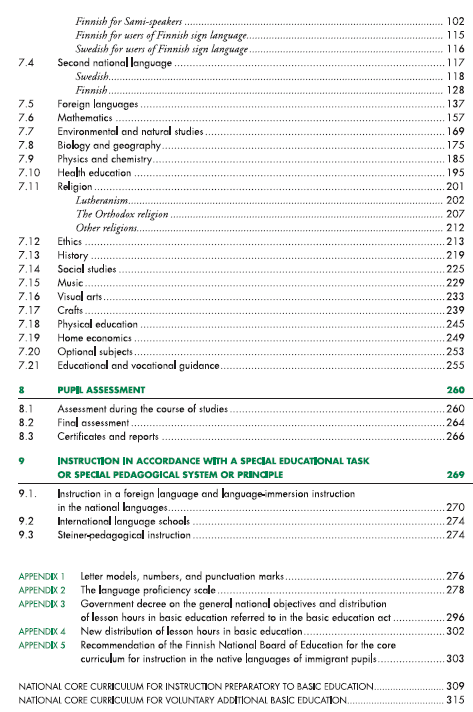 Finnish for Sami-speakers 102
Finnish for users of Finnish sign language 115
Swedish for users of Finnish sign language 116
7.4 Second national language 117
Swedish 118
Finnish 128
7.5 Foreign languages 137
7.6 Mathematics 157
7.7 Environmental and natural studies 169
7.8 Biology and geography 175
7.9 Physics and chemistry 185
7.10 Health education 195
7.11 Religion 201
Lutheranism 202
The Orthodox religion 207
Other religions 212
7.12 Ethics 213
7.13 History 219
7.14 Social studies 225
7.15 Music 229
7.16 Visual arts 233
7.17 Crafts 239
7.18 Physical education 245
7.19 Home economics 249
7.20 Optional subjects 253
7.21 Educational and vocational guidance 255
8 PUPIL ASSESSMENT 260
8.1 Assessment during the course of studies 260
8.2 Final assessment 264
8.3 Certificates and reports 266
9 INSTRUCTION IN ACCORDANCE WITH A SPECIAL EDUCATIONAL TASK
OR SPECIAL PEDAGOGICAL SYSTEM OR PRINCIPLE 269
9.1. Instruction in a foreign language and language-immersion instruction
in the national languages 270
9.2 International language schools 274
9.3 Steiner-pedagogical instruction 274
APPENDIX 1 Letter models, numbers, and punctuation marks 276
APPENDIX 2 The language proficiency scale 278
APPENDIX 3 Government decree on the general national objectives and distribution
of lesson hours in basic education referred to in the basic education act 296
APPENDIX 4 New distribution of lesson hours in basic education 302
APPENDIX 5 Recommendation of the Finnish National Board of Education for the core
curriculum for instruction in the native languages of immigrant pupils 303
NATIONAL CORE CURRICULUM FOR INSTRUCTION PREPARATORY TO BASIC EDUCATION 309
NATIONAL CORE CURRICULUM FOR VOLUNTARY ADDITIONAL BASIC EDUCATION 315